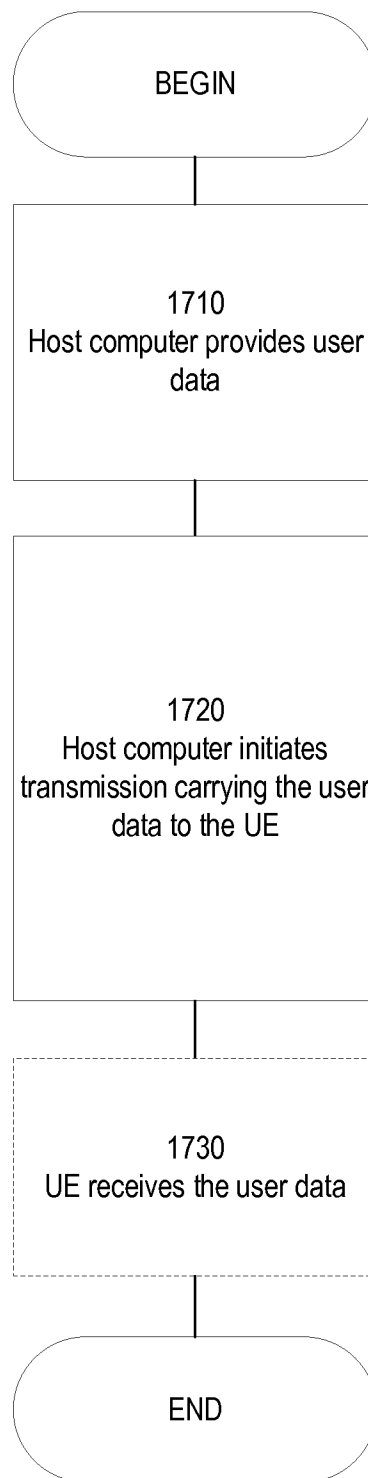 BEGIN
1710
Host computer provides user
data
1720
Host computer initiates
transmission carrying the user
data to the UE
1730
UE receives the user data
END